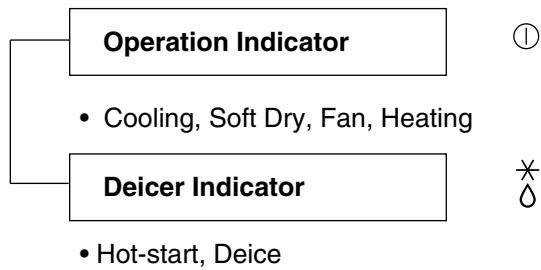 Operation Indicator
• Cooling, Soft Dry, Fan, Heating
Deicer Indicator
• Hot-start, Deice